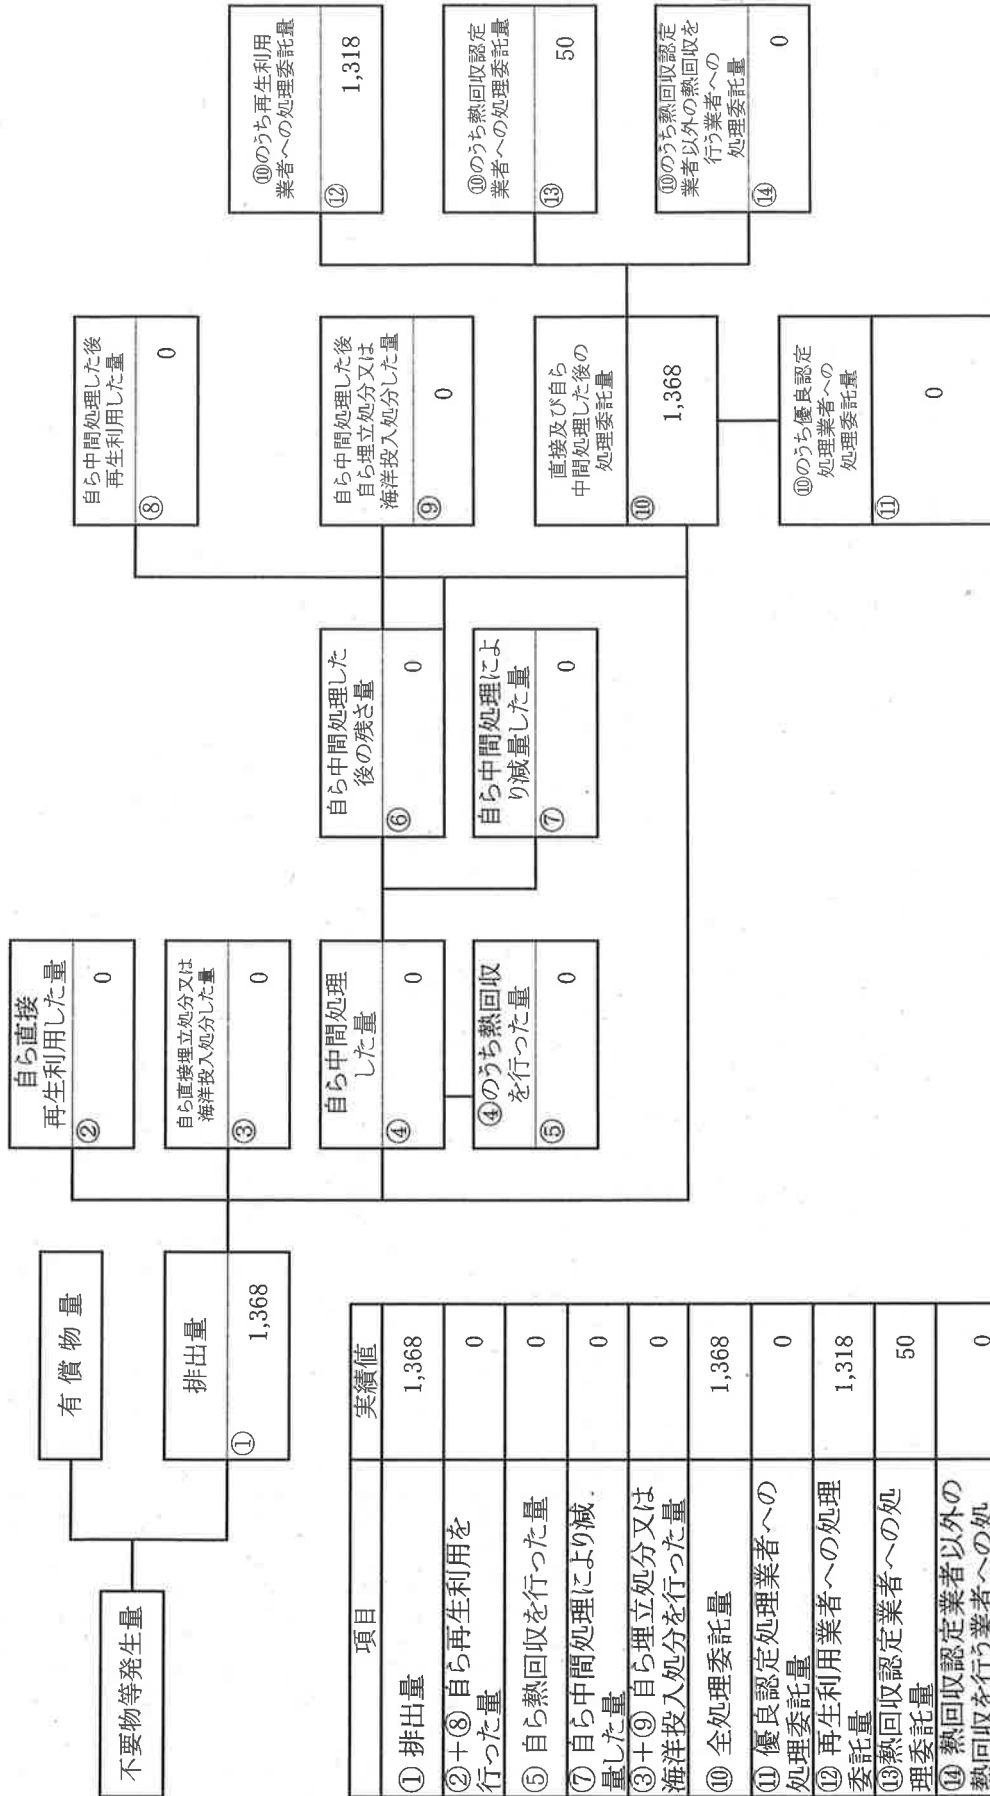 不要物等発生量
有償物量
排出量
①
1,368
自ら直接
再生利用した量
②
0
自ら直接埋立処分又は
海洋投入処分した量
③
0
自ら中間処理
した量
④
0
④のうち熱回収
を行った量
⑤
0
自ら中間処理した
後の残さ量
⑥
0
自ら中間処理によ
り減量した量
⑦
0
自ら中間処理した後
再生利用した量
⑧
0
自ら中間処理した後
自ら埋立処分又は
海洋投入処分した量
⑨
0
直接及び自ら
中間処理した後の
処理委託量
⑩
1,368
⑩のうち優良認定
処理業者への
処理委託量
⑪
0
⑩のうち再生利用
業者への処理委託量
⑫
1,318
⑩のうち熱回収認定
業者への処理委託量
⑬
50
⑩のうち熱回収認定
業者以外の熱回収を
行う業者への
処理委託量
⑭
0
項目 実績値
①排出量 1,368
②+⑧自ら再生利用を
行った量 0
⑤自ら熱回収を行った量 0
⑦自ら中間処理により減
量した量 0
③+⑨自ら埋立処分又は
海洋投入処分を行った量 0
⑩全処理委託量 1,368
⑪優良認定処理業者への
処理委託量 0
⑫再生利用業者への処理
委託量 1,318
⑬熱回収認定業者への処
理委託量 50
⑭熱回収認定業者以外の
熱回収を行う業者への処 0